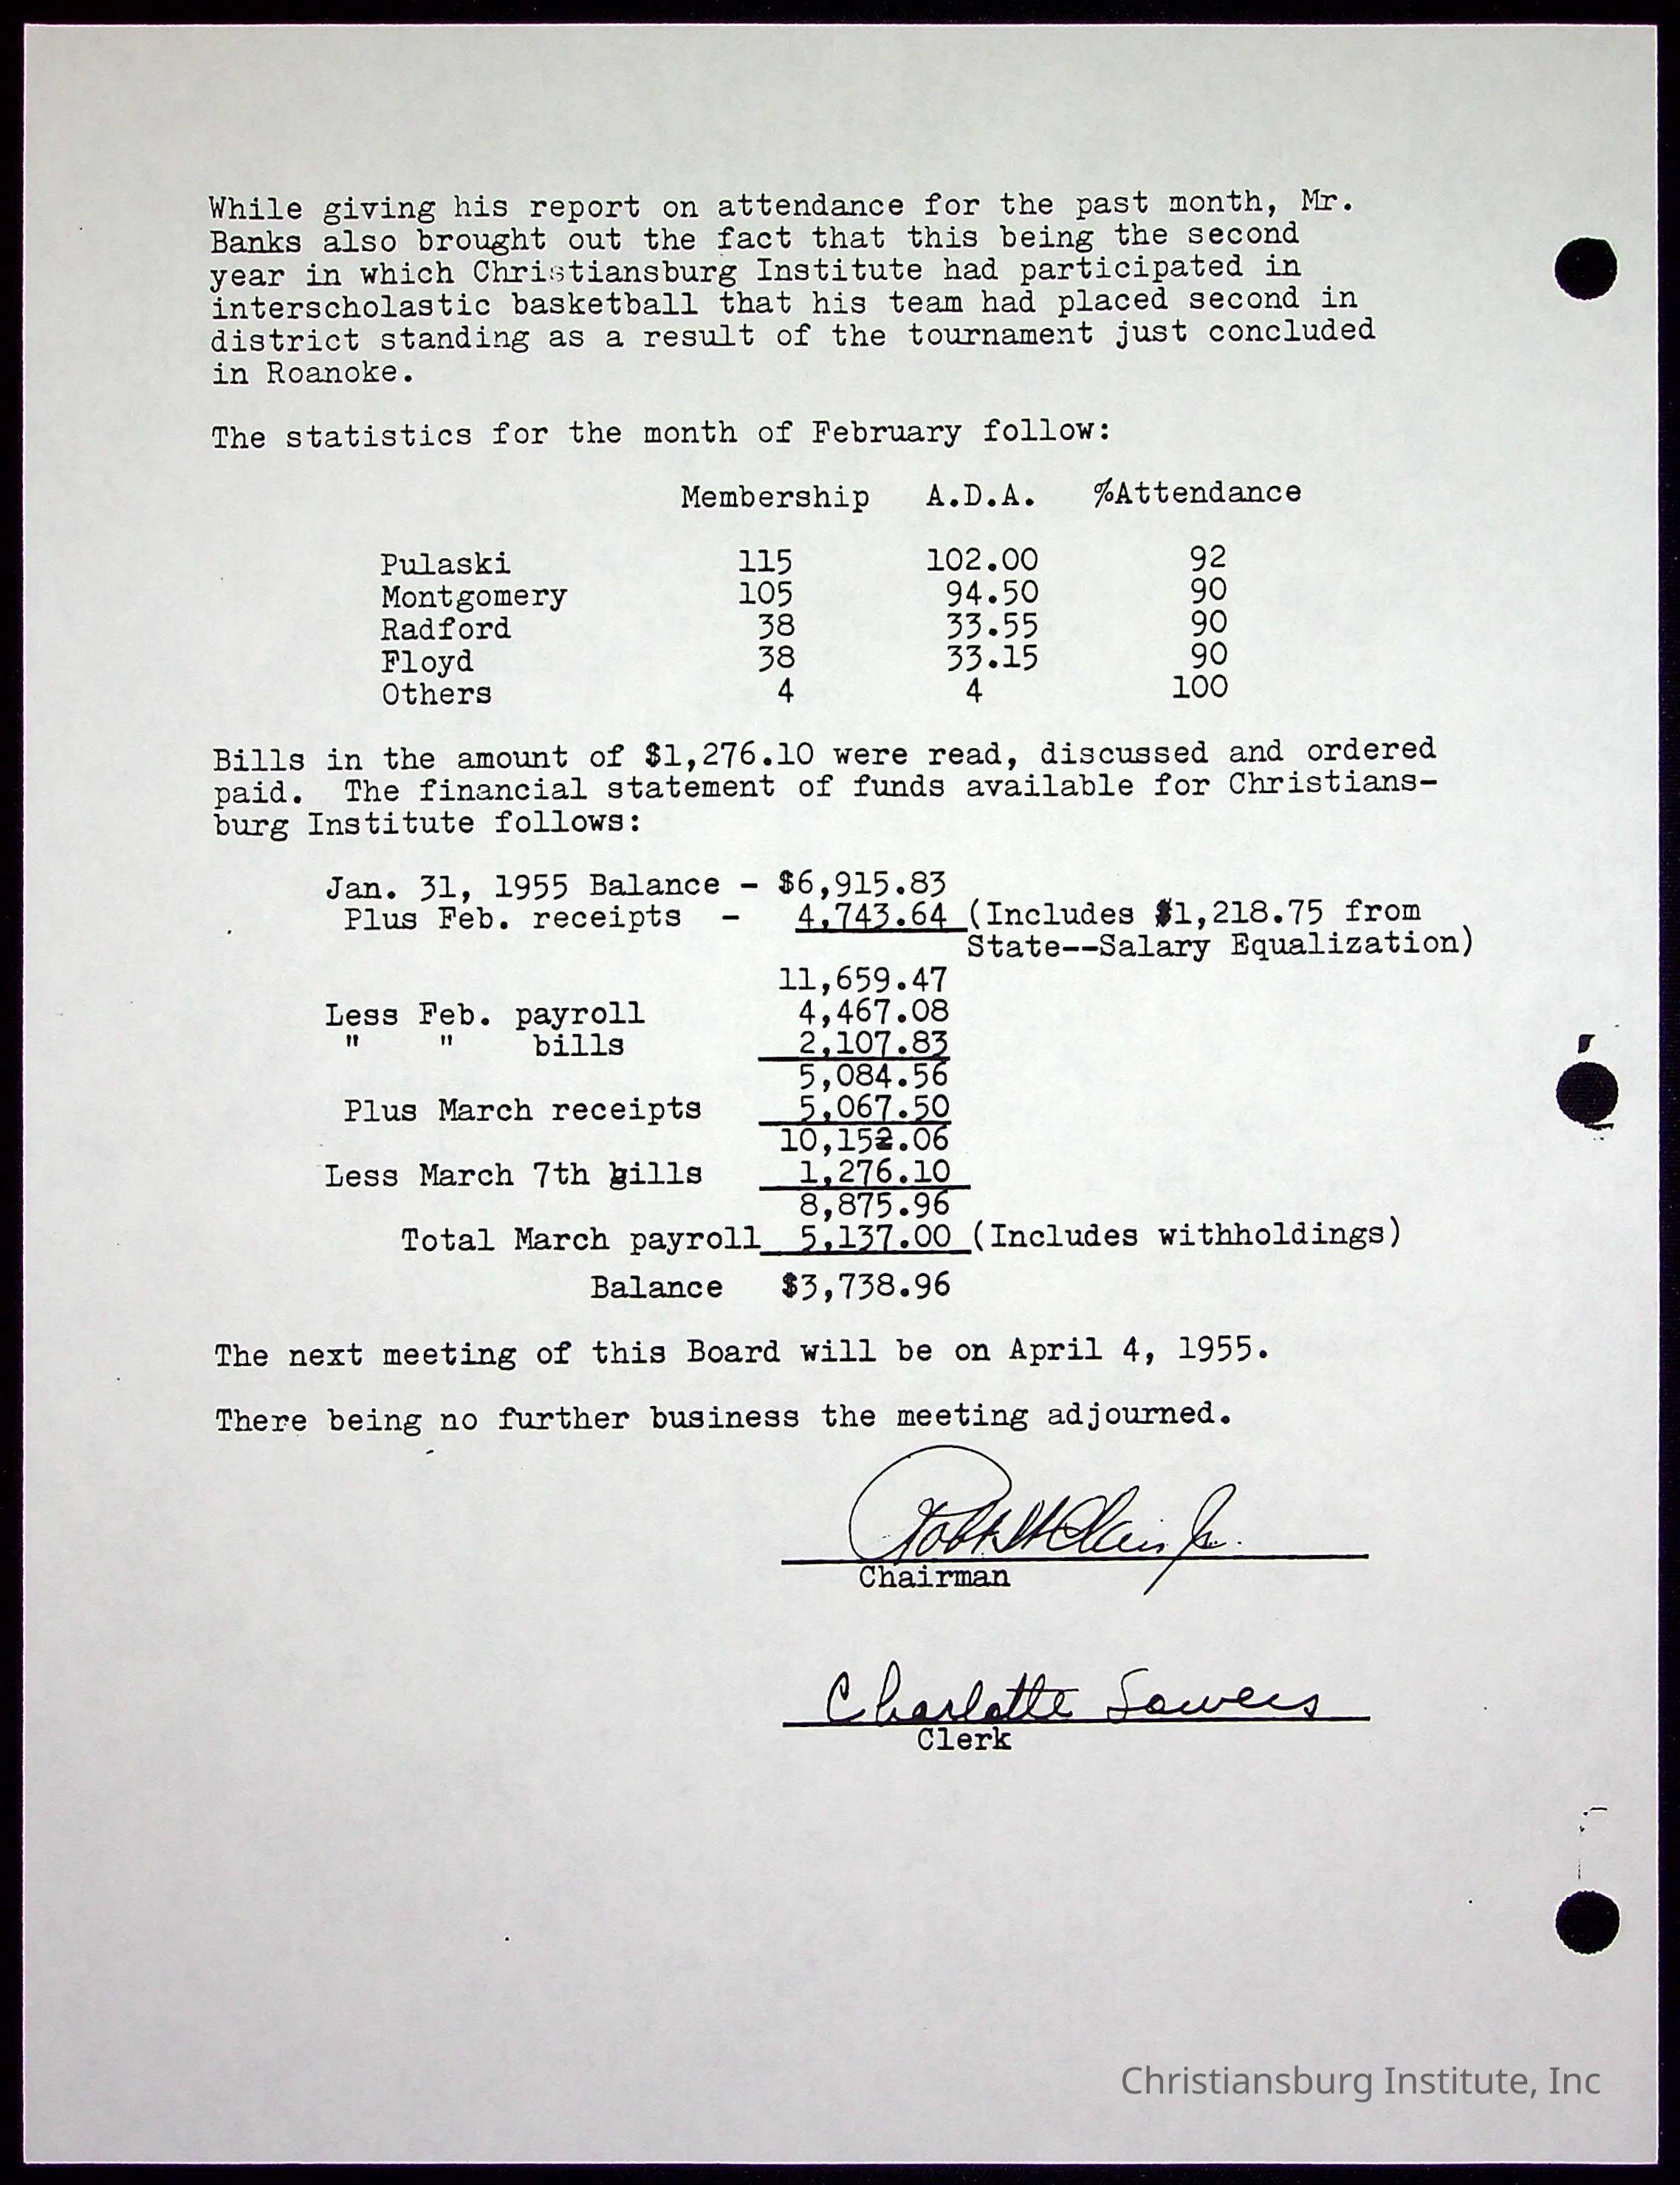 While giving his report on attendance for the past month, Mr.
Banks also brought out the fact that this being the second
year in which Christiansburg Institute had participated in
interscholastic basketball that his team had placed second in
district standing as a result of the tournament just concluded
in Roanoke.
The statistics for the month of February follow:
Membership A.D.A. %Attendance
Pulaski 115 102.00 92
Montgomery 105 94.50 90
Radford 38 33.55 90
Floyd 38 33.15 90
Others 4 4 100
Bills in the amount of $1,276.10 were read, discussed and ordered
paid. The financial statement of funds available for Christians-
burg Institute follows:
Jan. 31, 1955 Balance - $6,915.83
Plus Feb. receipts - 4,743.64 (Includes $1,218.75 from
State--Salary Equalization)
11,659.47
Less Feb. payroll 4,467.08
" " bills 2,107.83
5,084.56
Plus March receipts 5,067.50
10,152.06
Less March 7th bills 1,276.10
8,875.96
Total March payroll 5,137.00 (Includes withholdings)
Balance $3,738.96
The next meeting of this Board will be on April 4, 1955.
There being no further business the meeting adjourned.
Chairman
Charlotte Sowers
Clerk
Christiansburg Institute, Inc